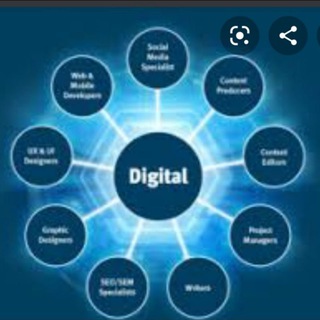 Social
Media
Specialist
Content
Producers
Content
Editors
Project
Managers
Writers
SEO/SEM
Specialists
Graphic
Designers
UX & UI
Designers
Web &
Mobile
Developers
Digital